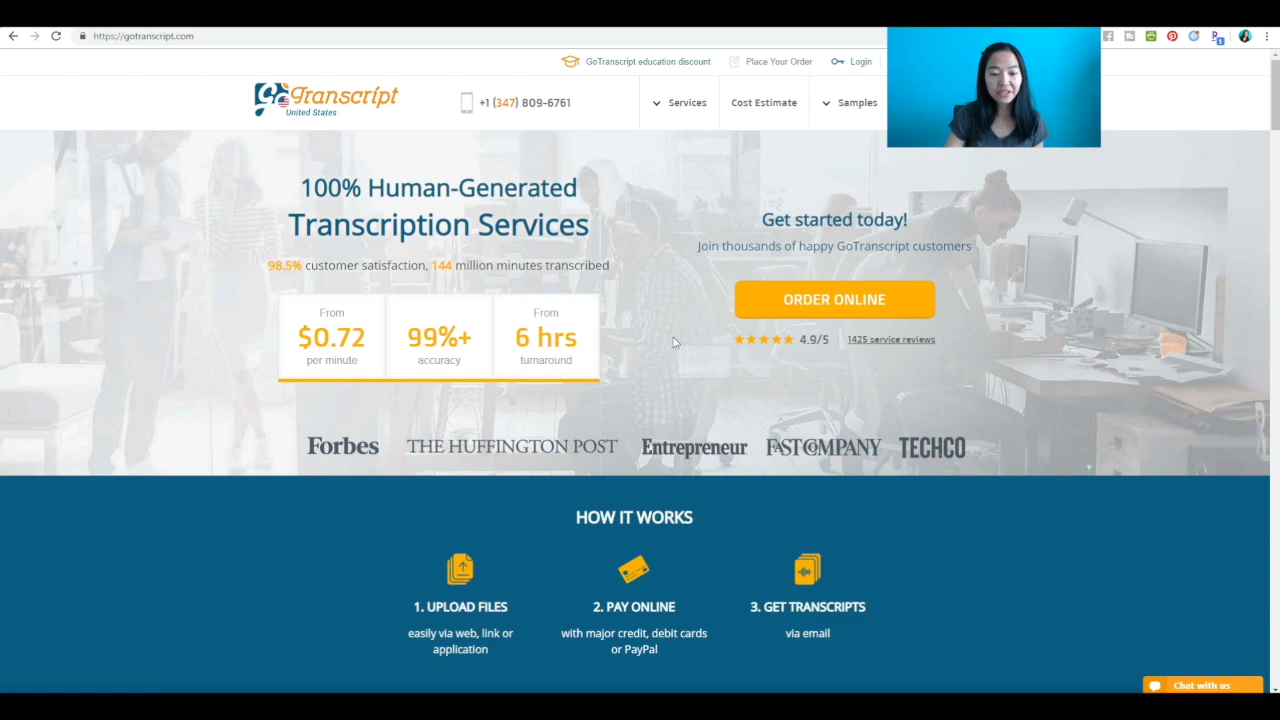 https://gotranscript.com
GoTranscript education discount
Place Your Order
Login
GoTranscript
United States
+1 (347) 809-6761
Services
Cost Estimate
Samples
100% Human-Generated
Transcription Services
98.5% customer satisfaction, 144 million minutes transcribed
From
$0.72
per minute
99%+
accuracy
From
6 hrs
turnaround
Get started today!
Join thousands of happy GoTranscript customers
ORDER ONLINE
4.9/5
1425 service reviews
Forbes
THE HUFFINGTON POST
Entrepreneur
FAST COMPANY
TECHCO
HOW IT WORKS
1. UPLOAD FILES
easily via web, link or
application
2. PAY ONLINE
with major credit, debit cards
or PayPal
3. GET TRANSCRIPTS
via email
Chat with us